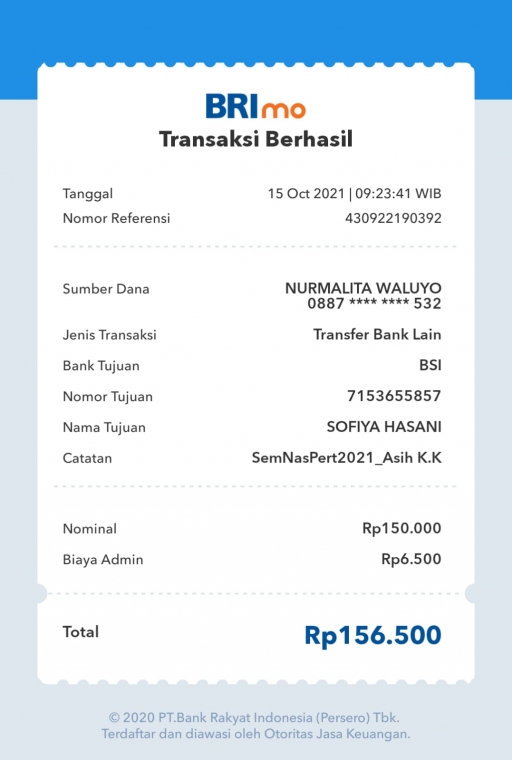 BRImo
Transaksi Berhasil
Tanggal 15 Oct 2021 | 09:23:41 WIB
Nomor Referensi 430922190392
Sumber Dana NURMALITA WALUYO
0887 **** **** 532
Jenis Transaksi Transfer Bank Lain
Bank Tujuan BSI
Nomor Tujuan 7153655857
Nama Tujuan SOFIYA HASANI
Catatan SemNasPert2021_Asih K.K
Nominal Rp150.000
Biaya Admin Rp6.500
Total Rp156.500
© 2020 PT.Bank Rakyat Indonesia (Persero) Tbk.
Terdaftar dan diawasi oleh Otoritas Jasa Keuangan.